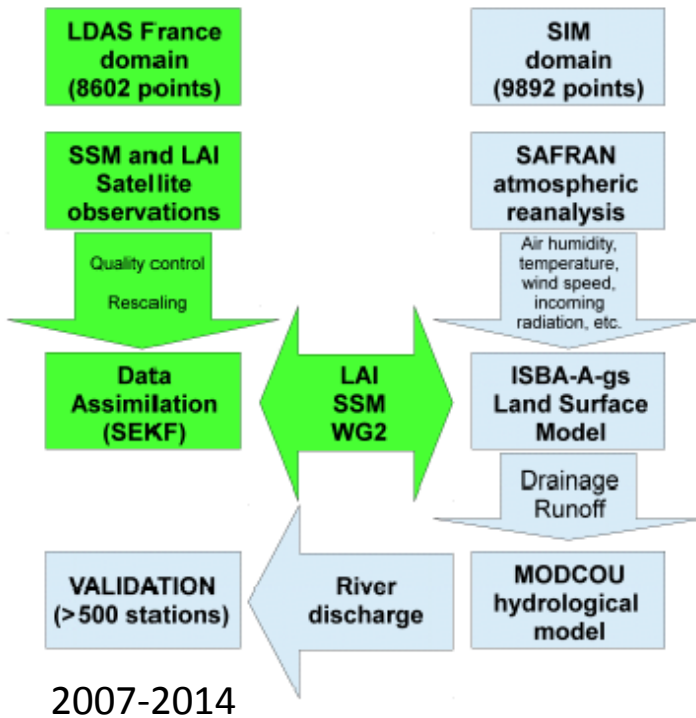 LDAS France
domain
(8602 points)
SIM
domain
(9892 points)
SSM and LAI
Satellite
observations
SAFRAN
atmospheric
reanalysis
Quality control
Rescaling
Air humidity,
temperature,
wind speed,
incoming
radiation, etc.
Data
Assimilation
(SEKF)
LAI
SSM
WG2
ISBA-A-gs
Land Surface
Model
Drainage
Runoff
VALIDATION
(>500 stations)
River
discharge
MODCOU
hydrological
model
2007-2014